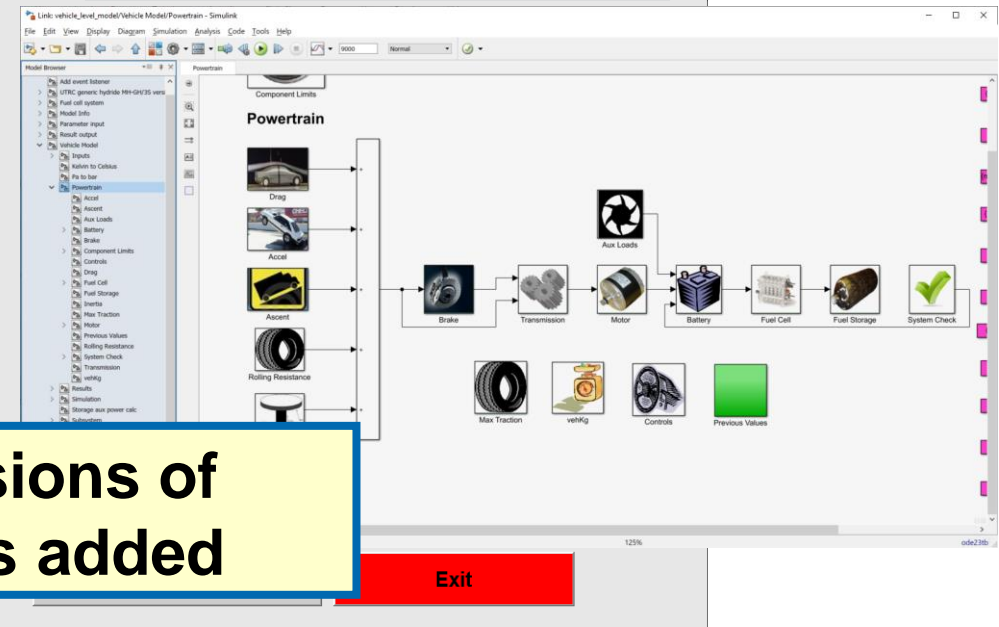 Link: vehicle_level_model/Vehicle Model/Powertrain - Simulink
File Edit View Display Diagram Simulation Analysis Code Tools Help
9000
Normal
Model Browser
Powertrain
Add event listener
UTRC generic hydride MH-GH/3S versi
Fuel cell system
Model Info
Parameter input
Result output
Vehicle Model
Inputs
Kelvin to Celsius
Pa to bar
Powertrain
Accel
Ascent
Aux Loads
Battery
Brake
Component Limits
Controls
Drag
Fuel Cell
Fuel Storage
Inertia
Max Traction
Motor
Previous Values
Rolling Resistance
System Check
Transmission
vehKg
Results
Simulation
Storage aux power calc
Subsystem
Component Limits
Powertrain
Drag
Accel
Ascent
Rolling Resistance
Aux Loads
Brake
Transmission
Motor
Battery
Fuel Cell
Fuel Storage
System Check
Max Traction
vehKg
Controls
Previous Values
125%
ode23tb
sions of
s added
Exit